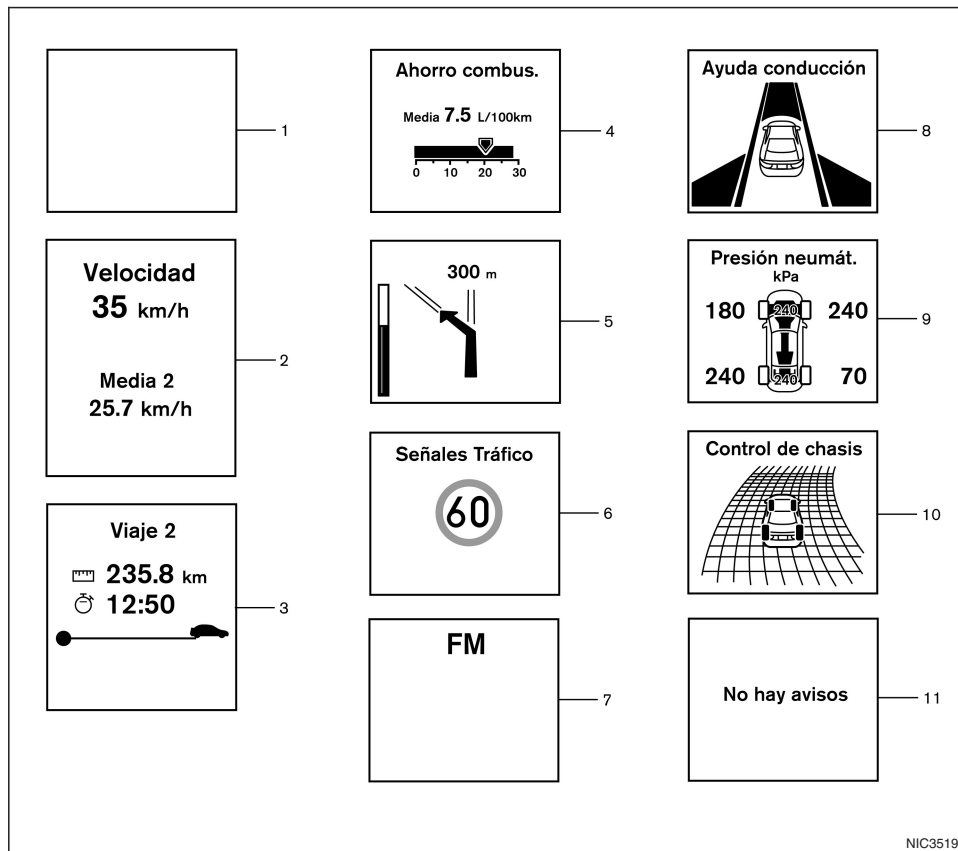 1
Velocidad
35 km/h
Media 2
25.7 km/h
2
Viaje 2
235.8 km
12:50
3
Ahorro combus.
Media 7.5 L/100km
0 10 20 30
4
300 m
5
Señales Tráfico
60
6
FM
7
Ayuda conducción
8
Presión neumát.
kPa
180 240 240
240 240 70
9
Control de chasis
10
No hay avisos
11
NIC3519